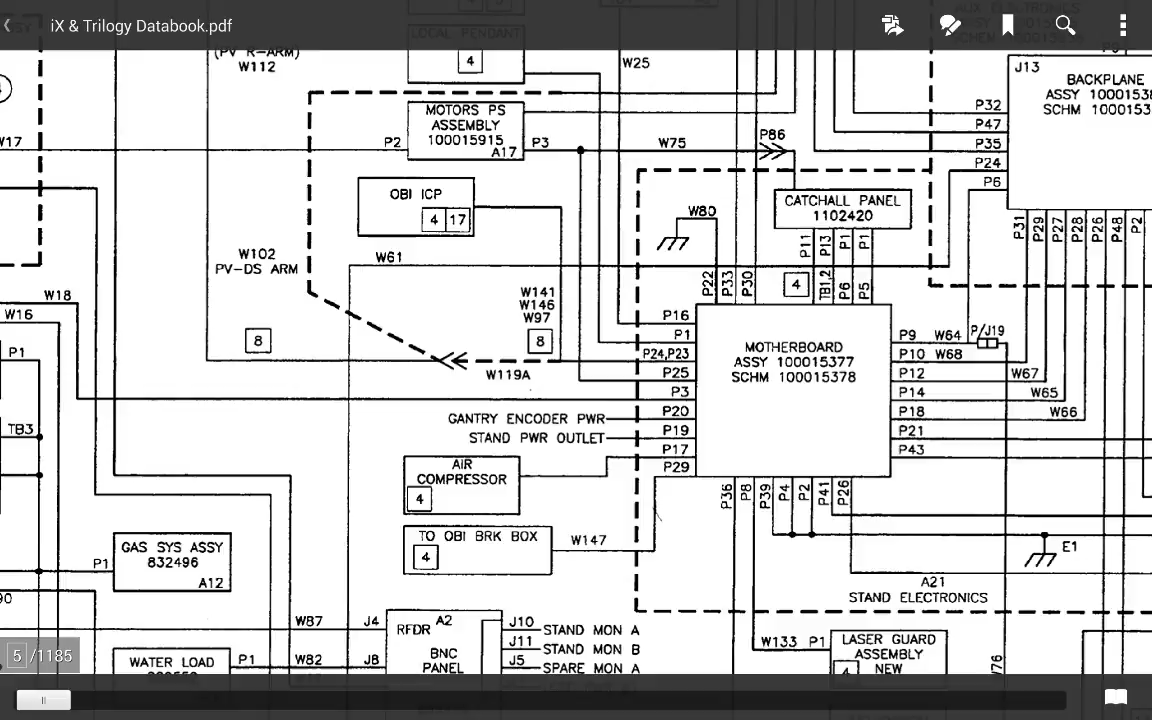 iX & Trilogy Databook.pdf
(PV R-ARM)
W112
LOCAL PENDANT
4
W25
J13
BACKPLANE
P32
P47
P35
P24
P6
MOTORS PS
ASSEMBLY
100015915
A17
P2
P3
W75
P86
W17
OBI ICP
4 17
W80
CATCHALL PANEL
1102420
P31
P29
P27
P28
P26
P48
P2
W102
PV-DS ARM
W61
P22
P33
P30
4
P11
P13
P1
P1
TB1,2
P6
P5
W18
W16
W141
W146
W97
8
8
W119A
P1
TB3
P16
P1
P24,P23
P25
P3
P20
P19
P17
P29
MOTHERBOARD
ASSY 100015377
SCHM 100015378
P9
P10
P12
P14
P18
P21
P43
W64
P/J19
W68
W67
W65
W66
GANTRY ENCODER PWR
STAND PWR OUTLET
AIR
COMPRESSOR
4
TO OBI BRK BOX
4
W147
P36
P8
P39
P4
P2
P41
P26
E1
A21
STAND ELECTRONICS
P1
GAS SYS ASSY
832496
A12
W87
J4
RFDR
A2
J10
STAND MON A
J11
STAND MON B
BNC
PANEL
J5
SPARE MON A
W133
P1
LASER GUARD
ASSEMBLY
NEW
4
W76
WATER LOAD
P1
W82
J8
5 /1185